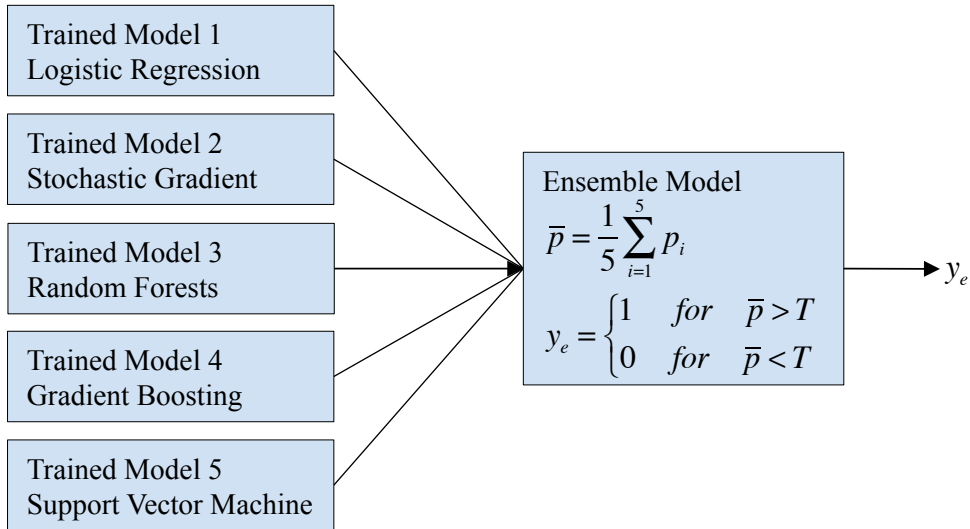 Trained Model 1
Logistic Regression
Trained Model 2
Stochastic Gradient
Trained Model 3
Random Forests
Trained Model 4
Gradient Boosting
Trained Model 5
Support Vector Machine
Ensemble Model
p̅ = 1/5 ∑_{i=1}^{5} p_i
y_e = { 1 for p̅ > T
0 for p̅ < T
y_e